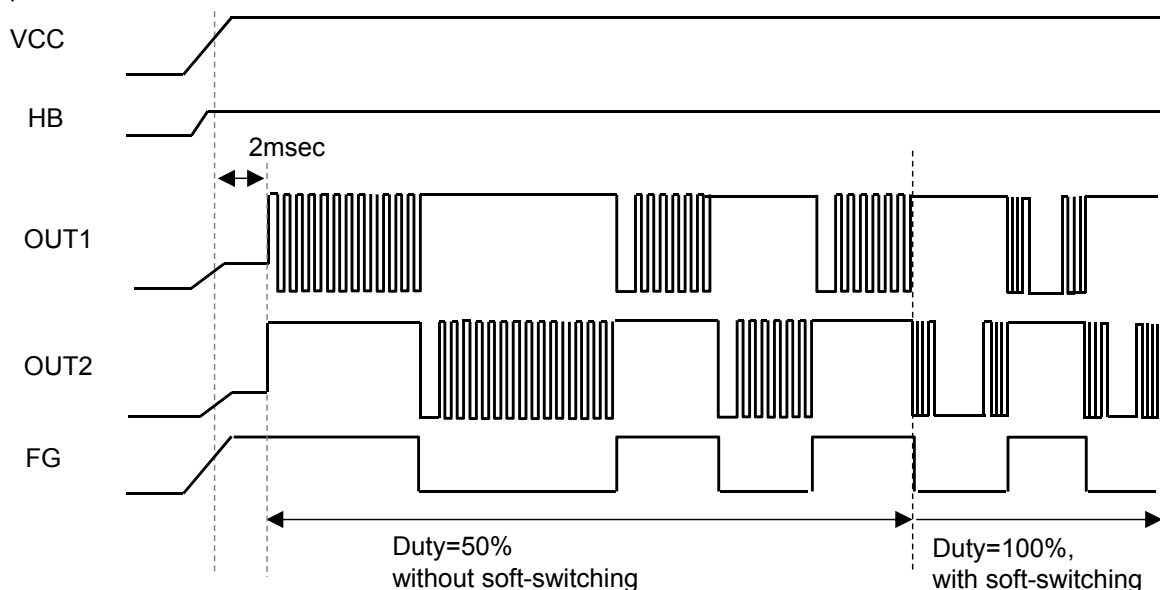 VCC
HB
2msec
OUT1
OUT2
FG
Duty=50%
without soft-switching
Duty=100%,
with soft-switching